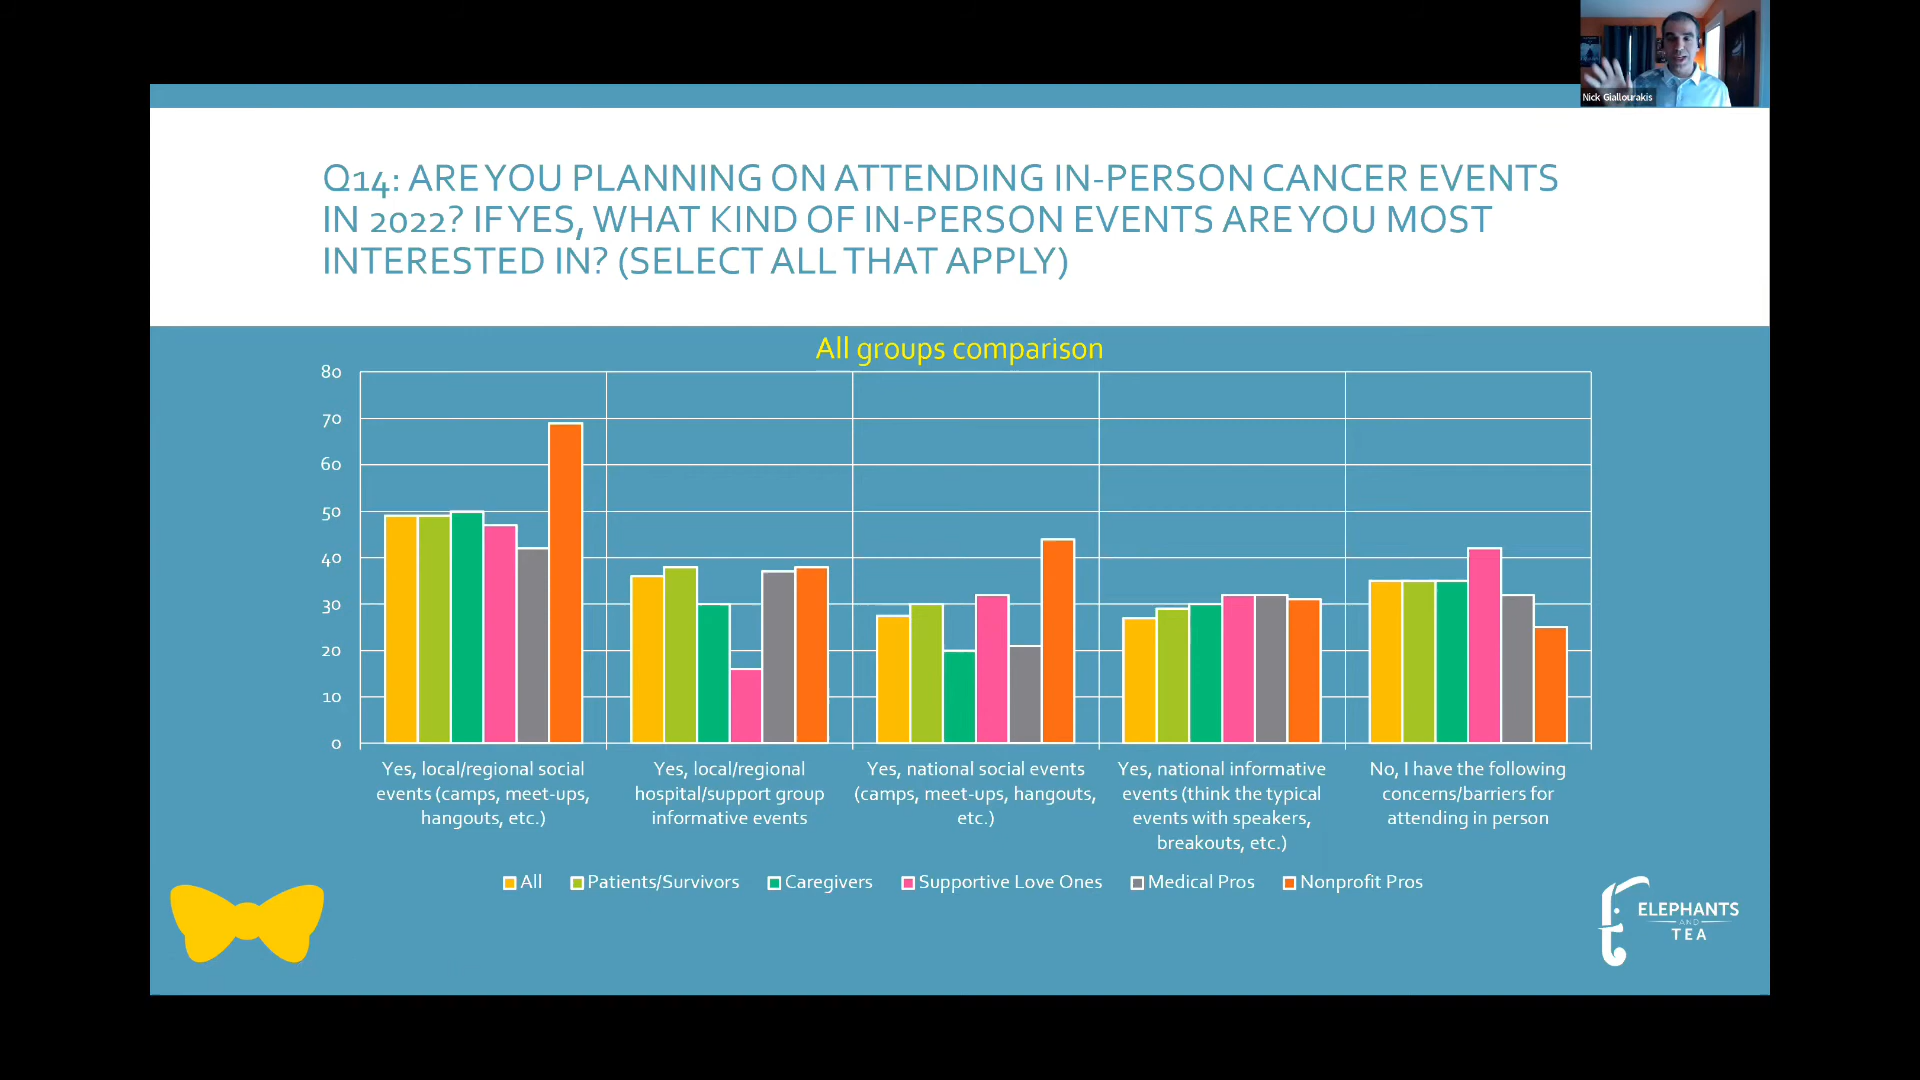 Nick Giallourakis
Q14: ARE YOU PLANNING ON ATTENDING IN-PERSON CANCER EVENTS
IN 2022? IF YES, WHAT KIND OF IN-PERSON EVENTS ARE YOU MOST
INTERESTED IN? (SELECT ALL THAT APPLY)
All groups comparison
80
70
60
50
40
30
20
10
0
Yes, local/regional social
events (camps, meet-ups,
hangouts, etc.)
Yes, local/regional
hospital/support group
informative events
Yes, national social events
(camps, meet-ups, hangouts,
etc.)
Yes, national informative
events (think the typical
events with speakers,
breakouts, etc.)
No, I have the following
concerns/barriers for
attending in person
All
Patients/Survivors
Caregivers
Supportive Love Ones
Medical Pros
Nonprofit Pros
ELEPHANTS
AND
TEA